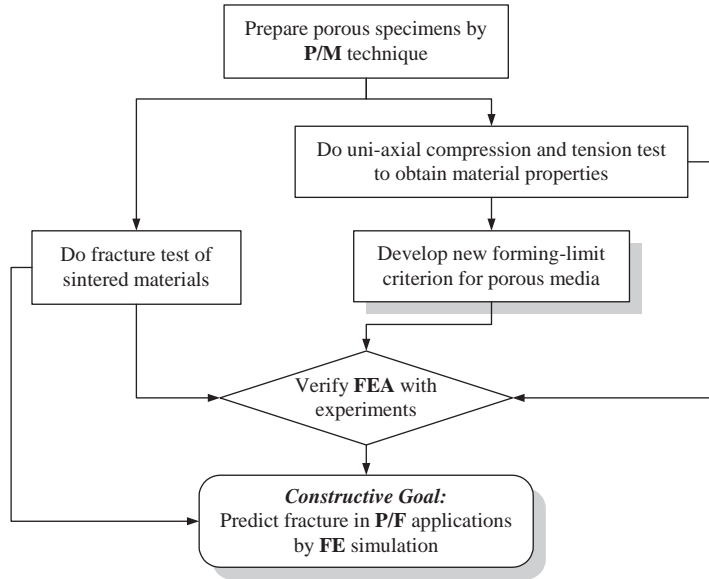 Prepare porous specimens by
P/M technique
Do uni-axial compression and tension test
to obtain material properties
Do fracture test of
sintered materials
Develop new forming-limit
criterion for porous media
Verify FEA with
experiments
Constructive Goal:
Predict fracture in P/F applications
by FE simulation